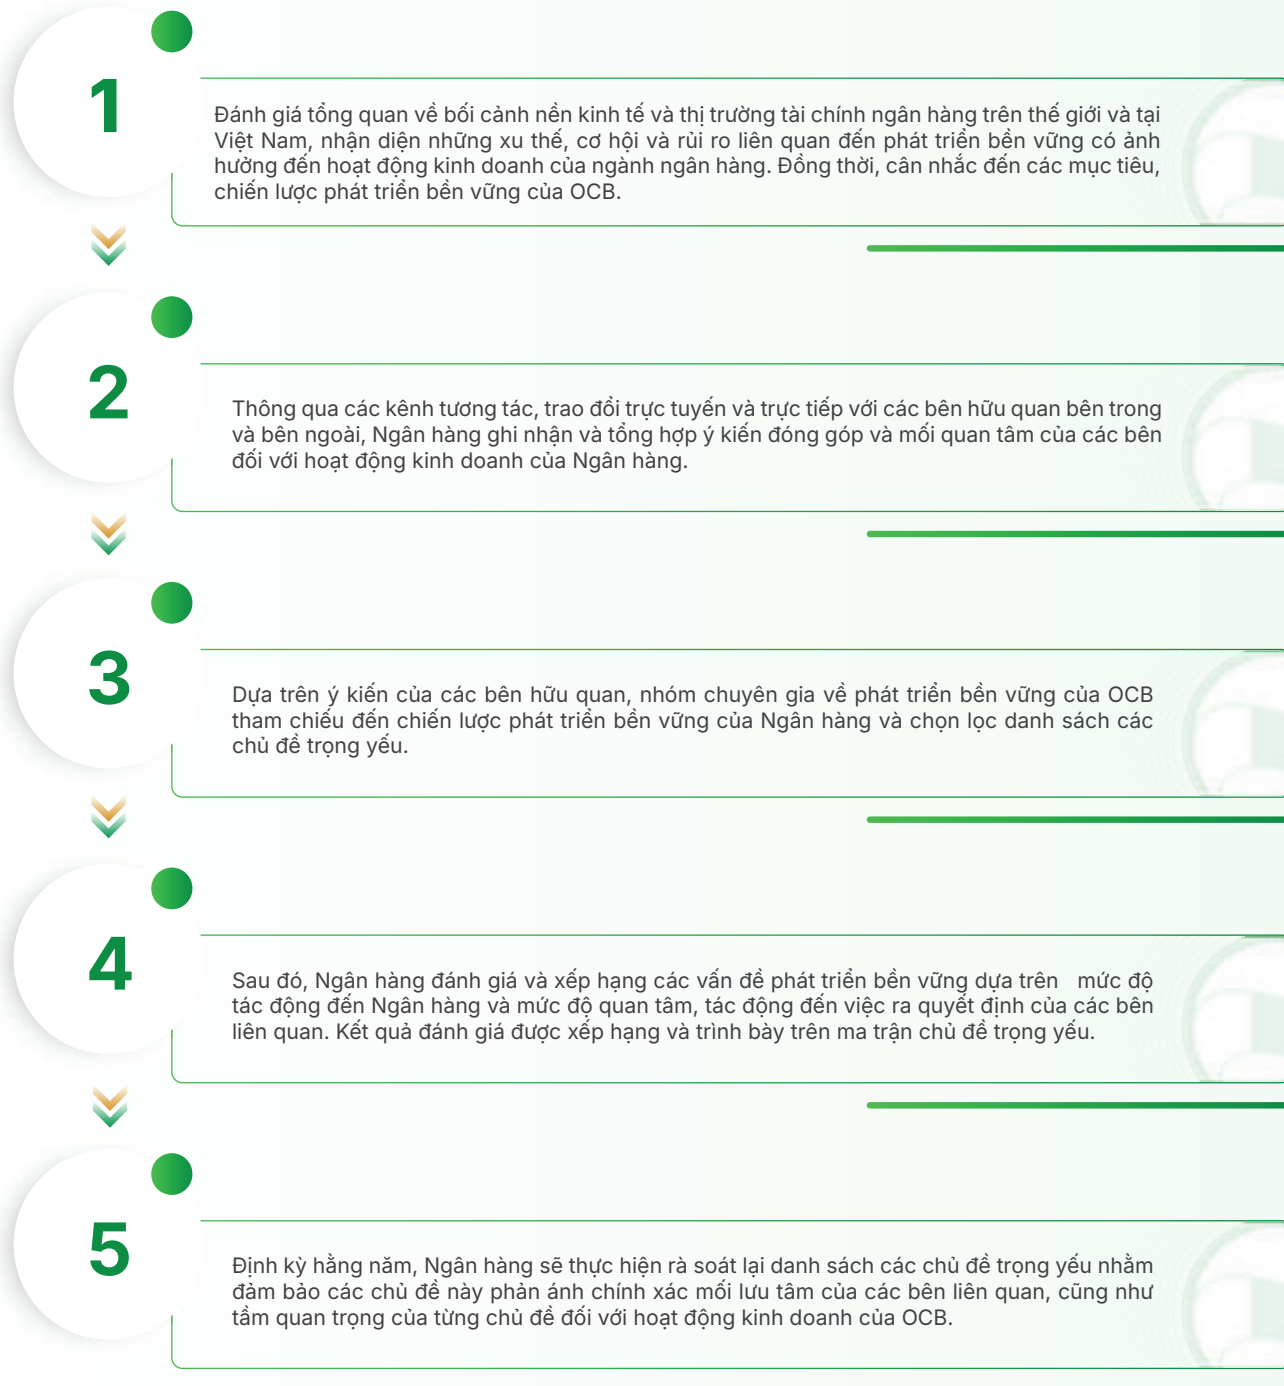 1
Đánh giá tổng quan về bối cảnh nền kinh tế và thị trường tài chính ngân hàng trên thế giới và tại
Việt Nam, nhận diện những xu thế, cơ hội và rủi ro liên quan đến phát triển bền vững có ảnh
hưởng đến hoạt động kinh doanh của ngành ngân hàng. Đồng thời, cân nhắc đến các mục tiêu,
chiến lược phát triển bền vững của OCB.
2
Thông qua các kênh tương tác, trao đổi trực tuyến và trực tiếp với các bên hữu quan bên trong
và bên ngoài, Ngân hàng ghi nhận và tổng hợp ý kiến đóng góp và mối quan tâm của các bên
đối với hoạt động kinh doanh của Ngân hàng.
3
Dựa trên ý kiến của các bên hữu quan, nhóm chuyên gia về phát triển bền vững của OCB
tham chiếu đến chiến lược phát triển bền vững của Ngân hàng và chọn lọc danh sách các
chủ đề trọng yếu.
4
Sau đó, Ngân hàng đánh giá và xếp hạng các vấn đề phát triển bền vững dựa trên mức độ
tác động đến Ngân hàng và mức độ quan tâm, tác động đến việc ra quyết định của các bên
liên quan. Kết quả đánh giá được xếp hạng và trình bày trên ma trận chủ đề trọng yếu.
5
Định kỳ hằng năm, Ngân hàng sẽ thực hiện rà soát lại danh sách các chủ đề trọng yếu nhằm
đảm bảo các chủ đề này phản ánh chính xác mối lưu tâm của các bên liên quan, cũng như
tầm quan trọng của từng chủ đề đối với hoạt động kinh doanh của OCB.